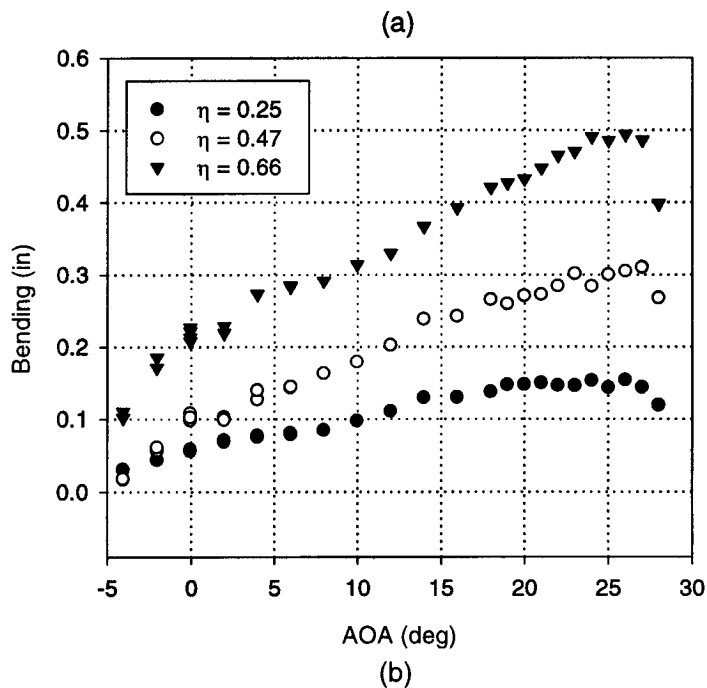 (a)
0.6
0.5
0.4
0.3
0.2
0.1
0.0
Bending (in)
η = 0.25
η = 0.47
η = 0.66
-5 0 5 10 15 20 25 30
AOA (deg)
(b)